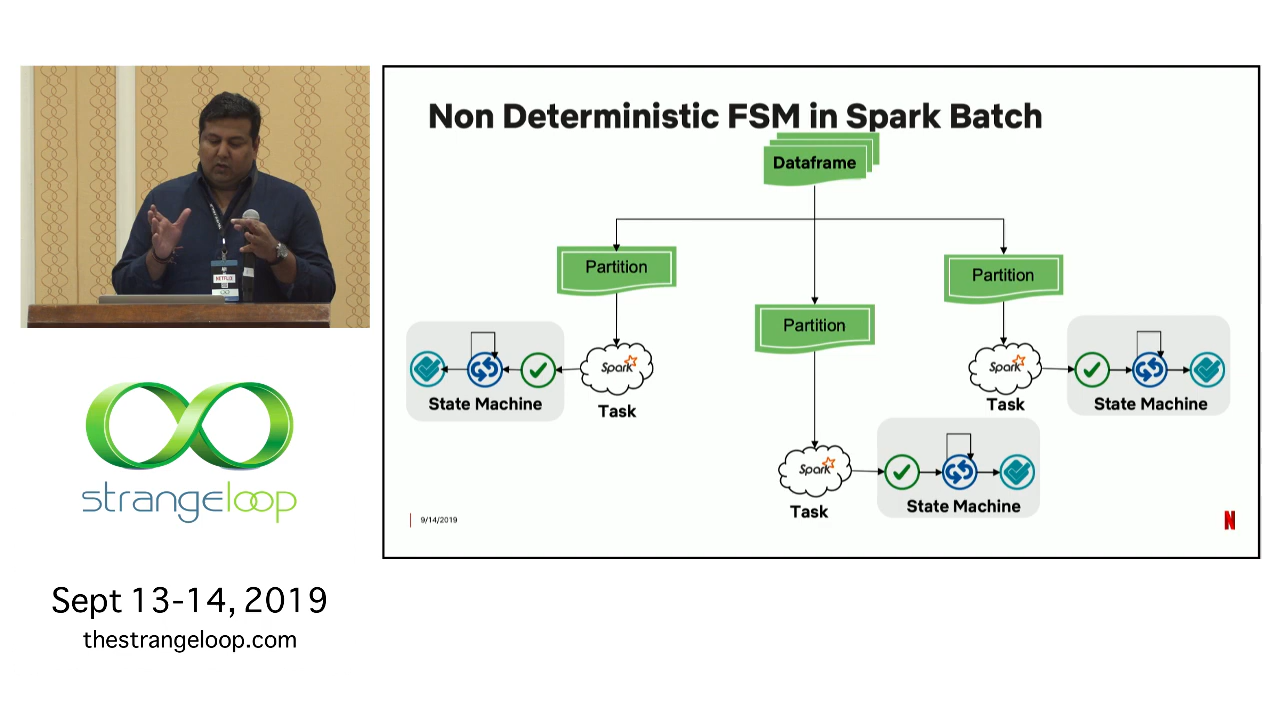 Non Deterministic FSM in Spark Batch
Dataframe
Partition
Partition
Partition
Spark
Task
State Machine
Spark
Task
State Machine
Spark
Task
State Machine
9/14/2019
N
NETFLIX
strangeloop
Sept 13-14, 2019
thestrangeloop.com